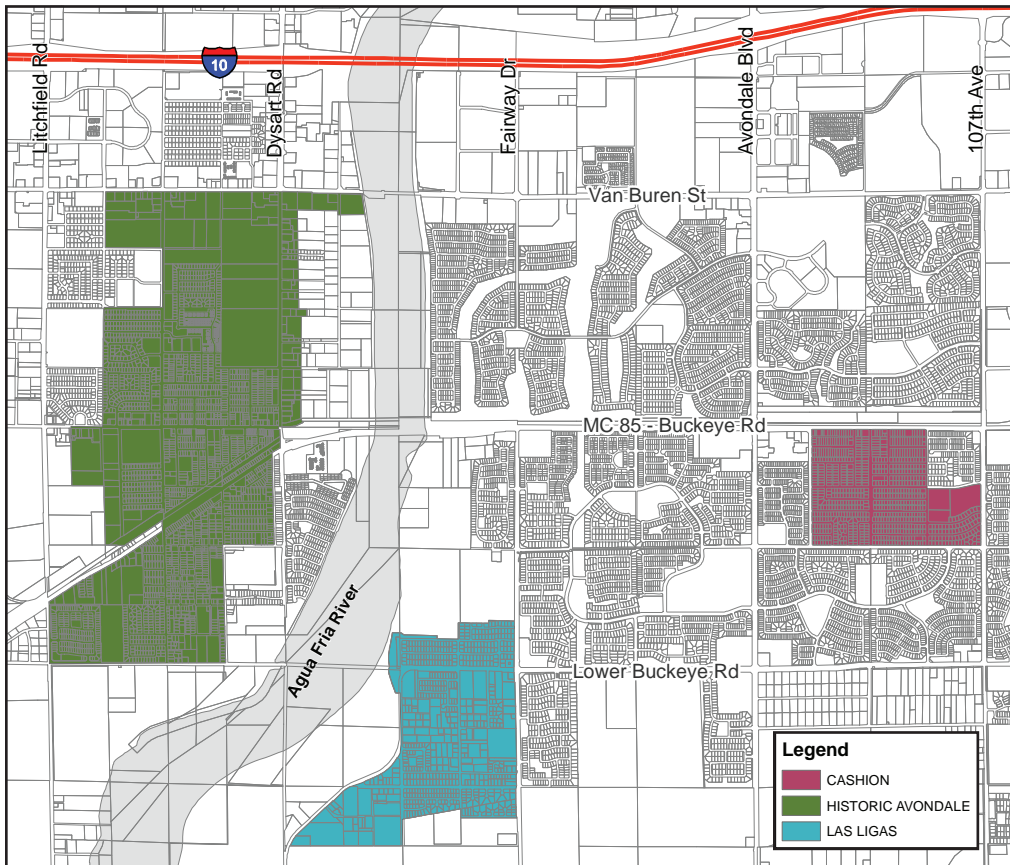 10
Litchfield Rd
Dysart Rd
Fairway Dr
Avondale Blvd
107th Ave
Van Buren St
MC 85 - Buckeye Rd
Agua Fria River
Lower Buckeye Rd
Legend
CASHION
HISTORIC AVONDALE
LAS LIGAS